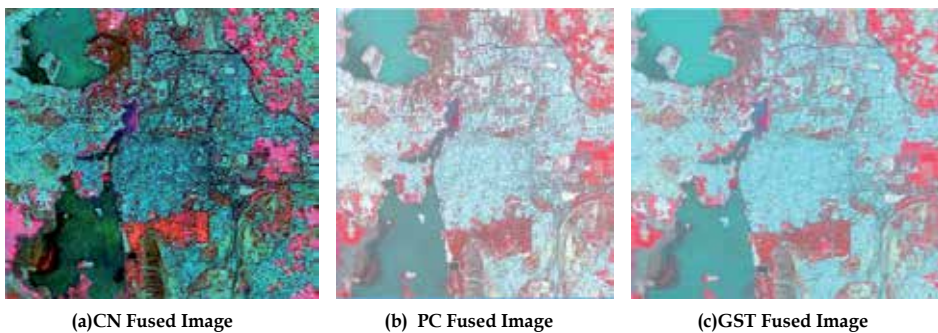 (a)CN Fused Image
(b) PC Fused Image
(c)GST Fused Image